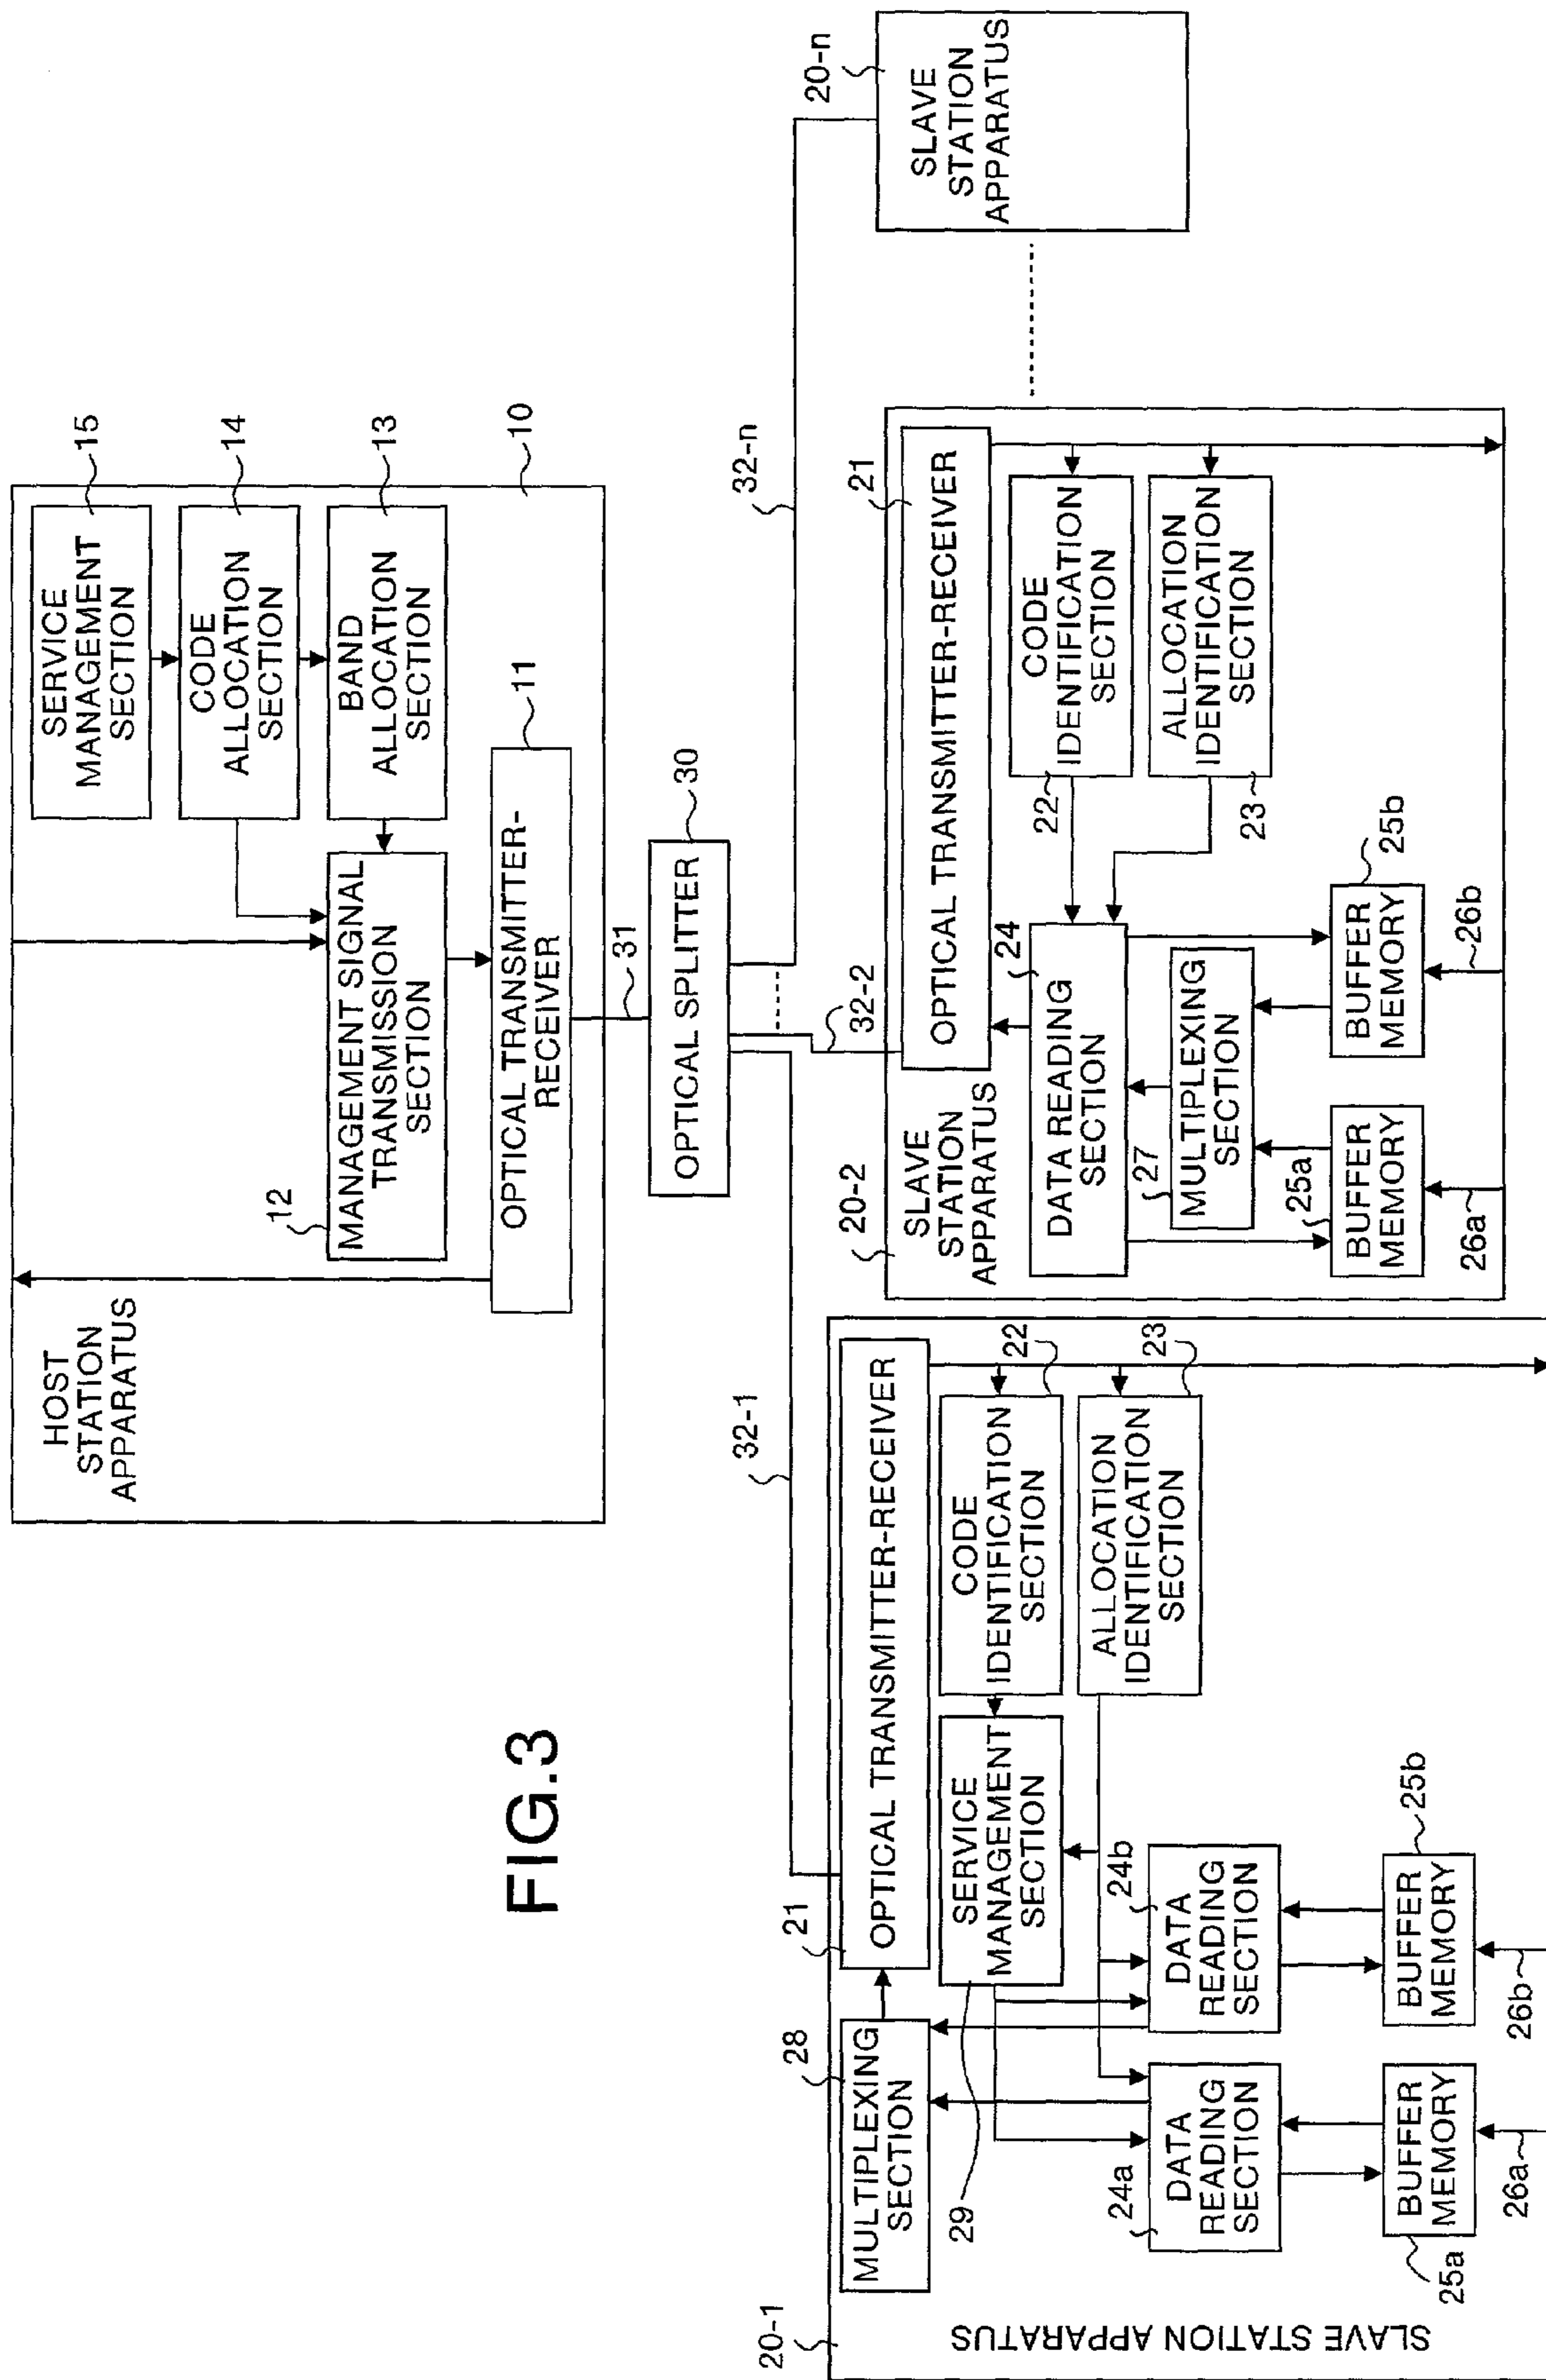 FIG.3
HOST
STATION
APPARATUS
SERVICE
MANAGEMENT
SECTION
15
CODE
ALLOCATION
SECTION
14
BAND
ALLOCATION
SECTION
13
10
12
MANAGEMENT SIGNAL
TRANSMISSION
SECTION
OPTICAL TRANSMITTER-
RECEIVER
11
31
OPTICAL SPLITTER
30
32-1
32-2
32-n
20-1
SLAVE STATION APPARATUS
21
OPTICAL TRANSMITTER-RECEIVER
28
MULTIPLEXING
SECTION
CODE
IDENTIFICATION
SECTION
22
SERVICE
MANAGEMENT
SECTION
29
ALLOCATION
IDENTIFICATION
SECTION
23
24a
DATA
READING
SECTION
24b
DATA
READING
SECTION
25a
BUFFER
MEMORY
25b
BUFFER
MEMORY
26a
26b
20-2
SLAVE
STATION
APPARATUS
OPTICAL TRANSMITTER-RECEIVER
21
CODE
IDENTIFICATION
SECTION
22
ALLOCATION
IDENTIFICATION
SECTION
23
DATA READING
SECTION
24
27
MULTIPLEXING
SECTION
25a
BUFFER
MEMORY
25b
BUFFER
MEMORY
26a
26b
20-n
SLAVE
STATION
APPARATUS